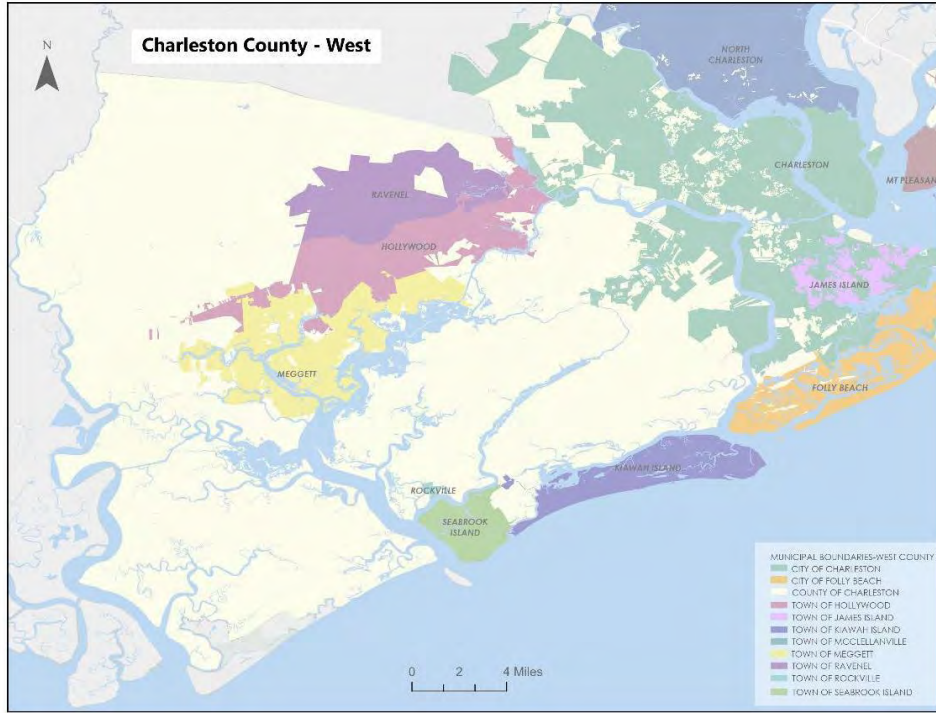 Charleston County - West
N
NORTH
CHARLESTON
CHARLESTON
MT PLEASAN
RAVENEL
HOLLYWOOD
JAMES ISLAND
MEGGETT
FOLLY BEACH
KIAWAH ISLAND
ROCKVILLE
SEABROOK
ISLAND
MUNICIPAL BOUNDARIES-WEST COUNTY
CITY OF CHARLESTON
CITY OF FOLLY BEACH
COUNTY OF CHARLESTON
TOWN OF HOLLYWOOD
TOWN OF JAMES ISLAND
TOWN OF KIAWAH ISLAND
TOWN OF MCCLELLANVILLE
TOWN OF MEGGETT
TOWN OF RAVENEL
TOWN OF ROCKVILLE
TOWN OF SEABROOK ISLAND
0 2 4 Miles